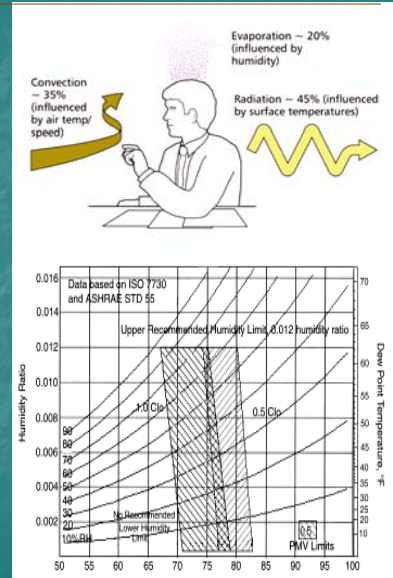 Evaporation ~ 20%
(influenced by
humidity)
Convection
~ 35%
(influenced
by air temp/
speed)
Radiation ~ 45% (influenced
by surface temperatures)
Data based on ISO 7730
and ASHRAE STD 55
Upper Recommended Humidity Limit, 0.012 humidity ratio
1.0 Clo
0.5 Clo
No Recommended
Lower Humidity
Limit
0.5
PMV Limits
Humidity Ratio
0.016
0.014
0.012
0.010
0.008
0.006
0.004
0.002
90
80
70
60
50
40
30
20
10% RH
Dew Point Temperature, °F
70
65
60
55
50
45
40
35
30
25
20
10
50 55 60 65 70 75 80 85 90 95 100